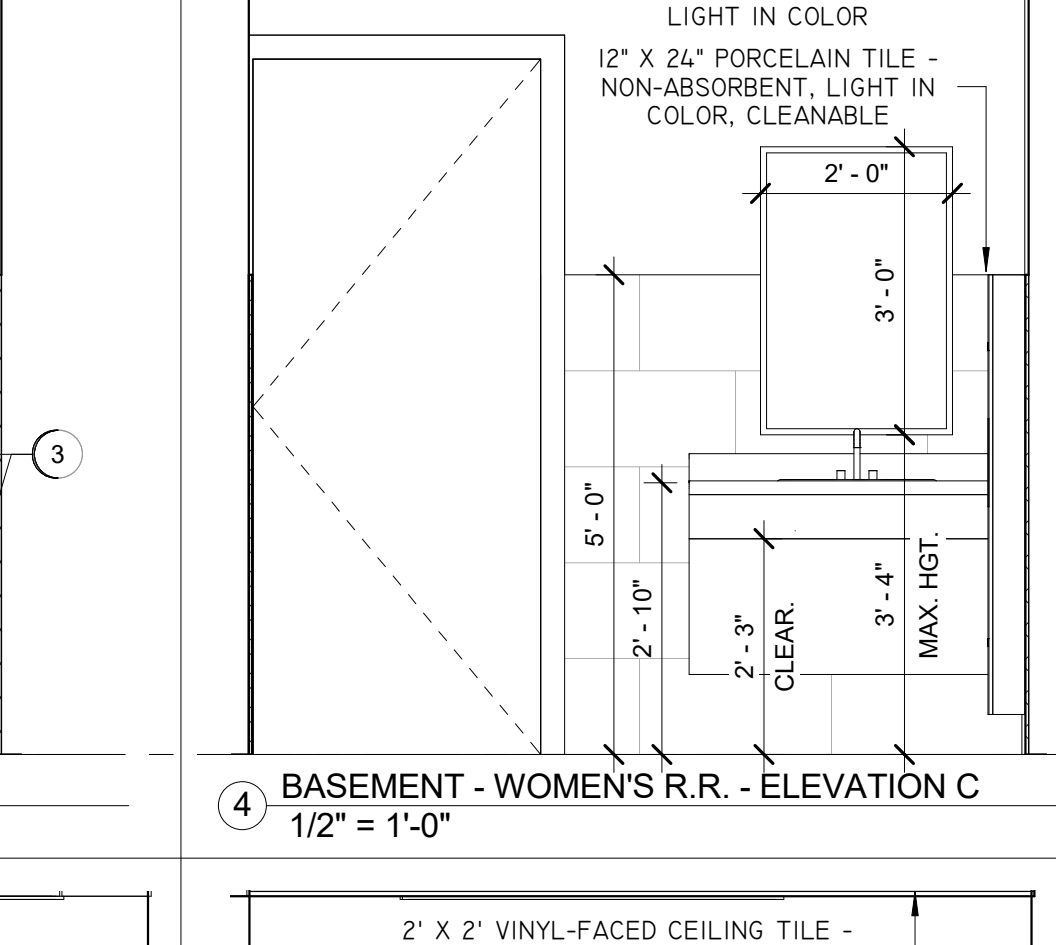 LIGHT IN COLOR
12" X 24" PORCELAIN TILE -
NON-ABSORBENT, LIGHT IN
COLOR, CLEANABLE
2' - 0"
3' - 0"
3
5' - 0"
2' - 10"
2' - 3"
CLEAR.
3' - 4"
MAX. HGT.
4
BASEMENT - WOMEN'S R.R. - ELEVATION C
1/2" = 1'-0"
2' X 2' VINYL-FACED CEILING TILE -